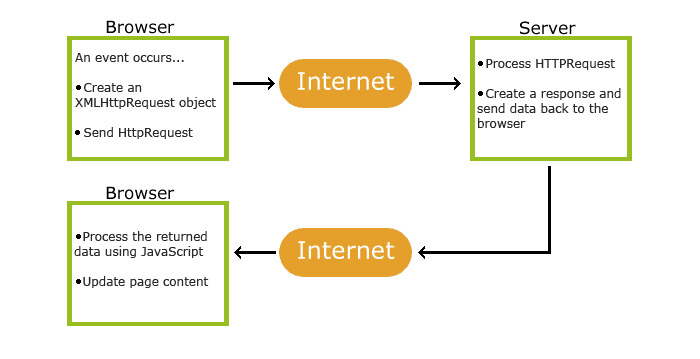 Browser
An event occurs...
•Create an
XMLHttpRequest object
• Send HttpRequest
Internet
Server
•Process HTTPRequest
•Create a response and
send data back to the
browser
Browser
•Process the returned
data using JavaScript
•Update page content
Internet